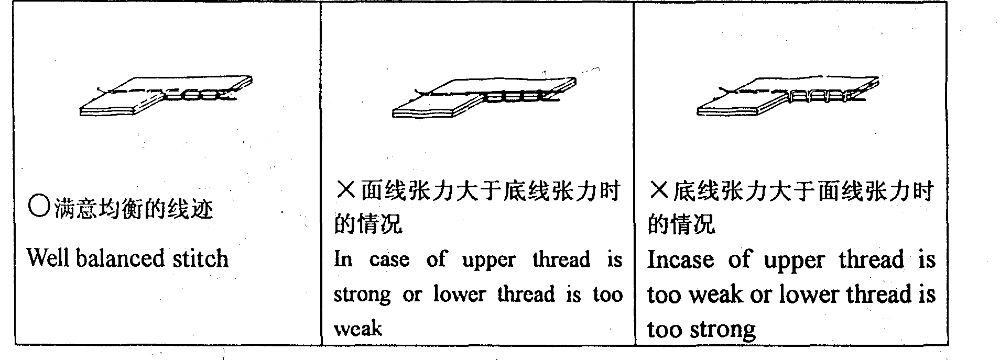 ○满意均衡的线迹
Well balanced stitch
×面线张力大于底线张力时
的情况
In case of upper thread is
strong or lower thread is too
weak
×底线张力大于面线张力时
的情况
Incase of upper thread is
too weak or lower thread is
too strong